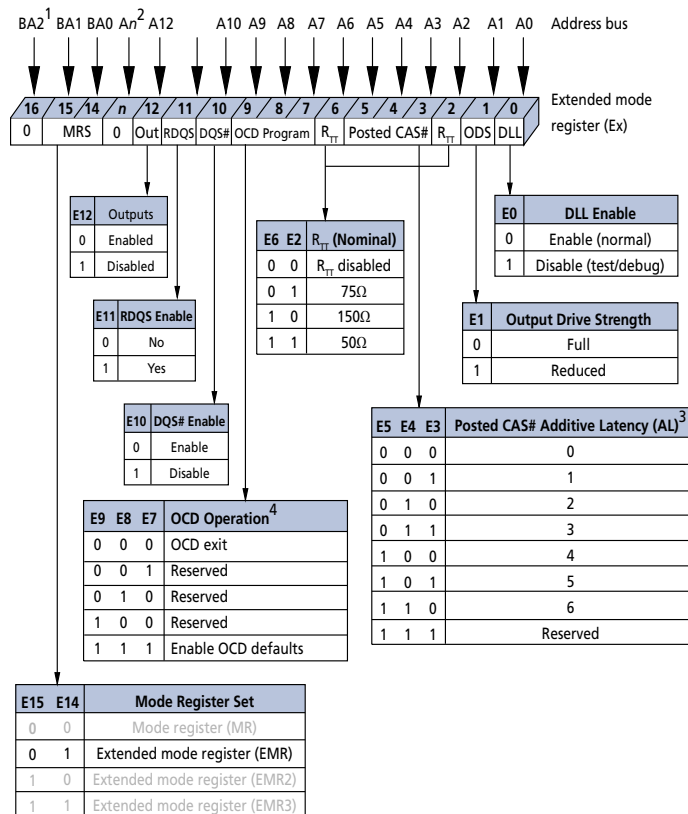 BA2¹ BA1 BA0 An² A12 A10 A9 A8 A7 A6 A5 A4 A3 A2 A1 A0 Address bus
16 15 14 n 12 11 10 9 8 7 6 5 4 3 2 1 0 Extended mode
register (Ex)
0 MRS 0 Out RDQS DQS# OCD Program RTT Posted CAS# RTT ODS DLL
E12 Outputs
0 Enabled
1 Disabled
E11 RDQS Enable
0 No
1 Yes
E10 DQS# Enable
0 Enable
1 Disable
E6 E2 RTT (Nominal)
0 0 RTT disabled
0 1 75Ω
1 0 150Ω
1 1 50Ω
E0 DLL Enable
0 Enable (normal)
1 Disable (test/debug)
E1 Output Drive Strength
0 Full
1 Reduced
E5 E4 E3 Posted CAS# Additive Latency (AL)³
0 0 0 0
0 0 1 1
0 1 0 2
0 1 1 3
1 0 0 4
1 0 1 5
1 1 0 6
1 1 1 Reserved
E9 E8 E7 OCD Operation⁴
0 0 0 OCD exit
0 0 1 Reserved
0 1 0 Reserved
1 0 0 Reserved
1 1 1 Enable OCD defaults
E15 E14 Mode Register Set
0 0 Mode register (MR)
0 1 Extended mode register (EMR)
1 0 Extended mode register (EMR2)
1 1 Extended mode register (EMR3)